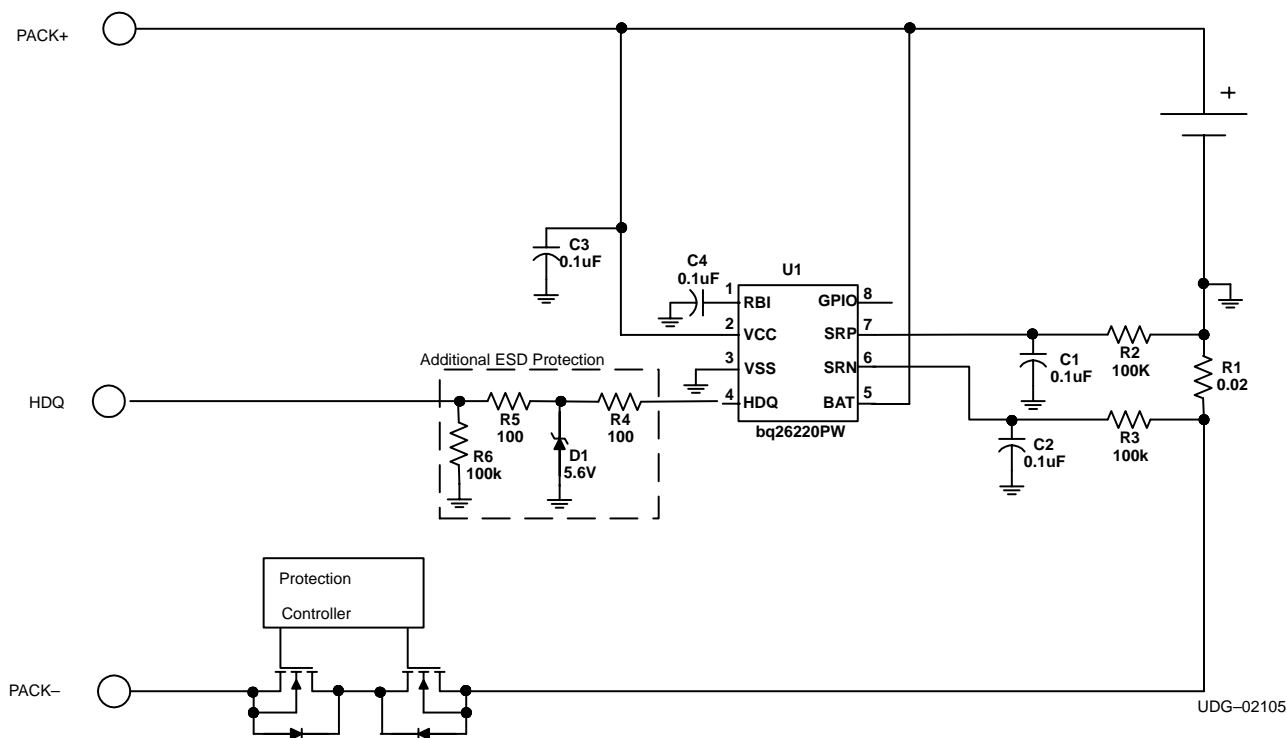 PACK+
+
C3
0.1uF
C4
0.1uF
U1
1
RBI
GPIO
8
2
VCC
SRP
7
3
VSS
SRN
6
4
HDQ
BAT
5
bq26220PW
C1
0.1uF
R2
100K
R1
0.02
C2
0.1uF
R3
100k
Additional ESD Protection
HDQ
R5
100
R4
100
R6
100k
D1
5.6V
Protection
Controller
PACK–
UDG–02105